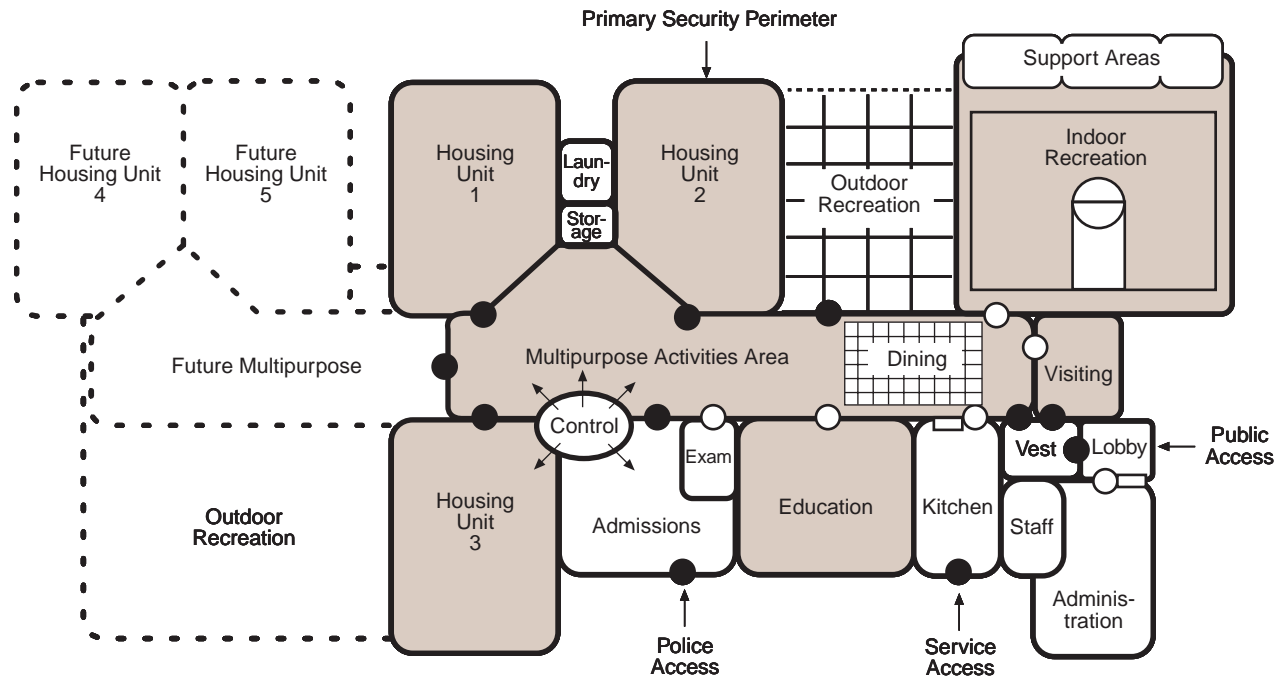 Primary Security Perimeter
Support Areas
Future
Housing Unit
4
Future
Housing Unit
5
Housing
Unit
1
Laun-
dry
Stor-
age
Housing
Unit
2
Outdoor
Recreation
Indoor
Recreation
Future Multipurpose
Multipurpose Activities Area
Dining
Visiting
Control
Exam
Vest
Lobby
Public
Access
Outdoor
Recreation
Housing
Unit
3
Admissions
Education
Kitchen
Staff
Adminis-
tration
Police
Access
Service
Access